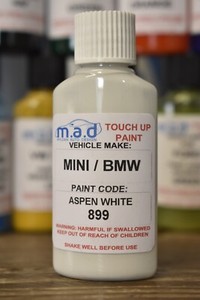 m.a.d
TOUCH UP
PAINT
VEHICLE MAKE:
MINI / BMW
PAINT CODE:
ASPEN WHITE
899
WARNING: HARMFUL IF SWALLOWED
KEEP OUT OF REACH OF CHILDREN
SHAKE WELL BEFORE USE